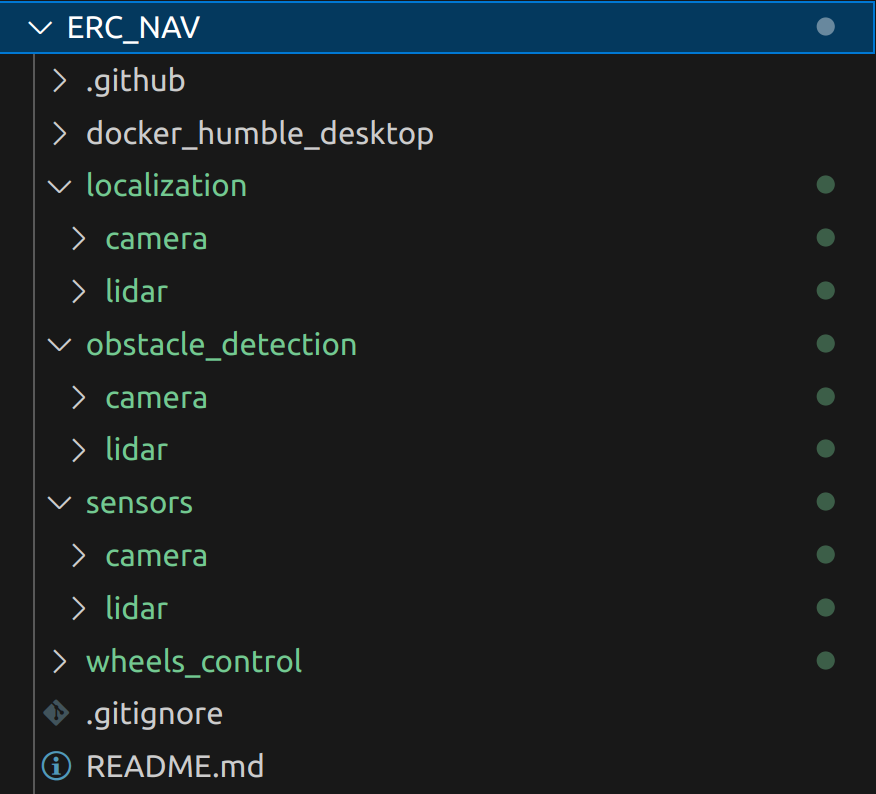 ERC_NAV
.github
docker_humble_desktop
localization
camera
lidar
obstacle_detection
camera
lidar
sensors
camera
lidar
wheels_control
.gitignore
README.md